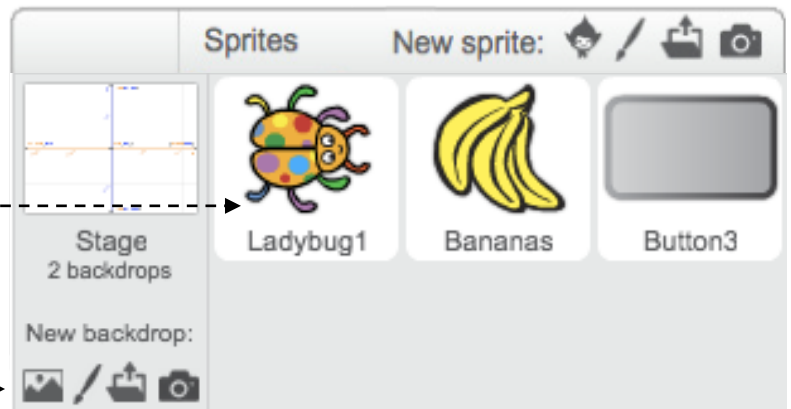 Sprites
New sprite:
Stage
2 backdrops
New backdrop:
Ladybug1
Bananas
Button3